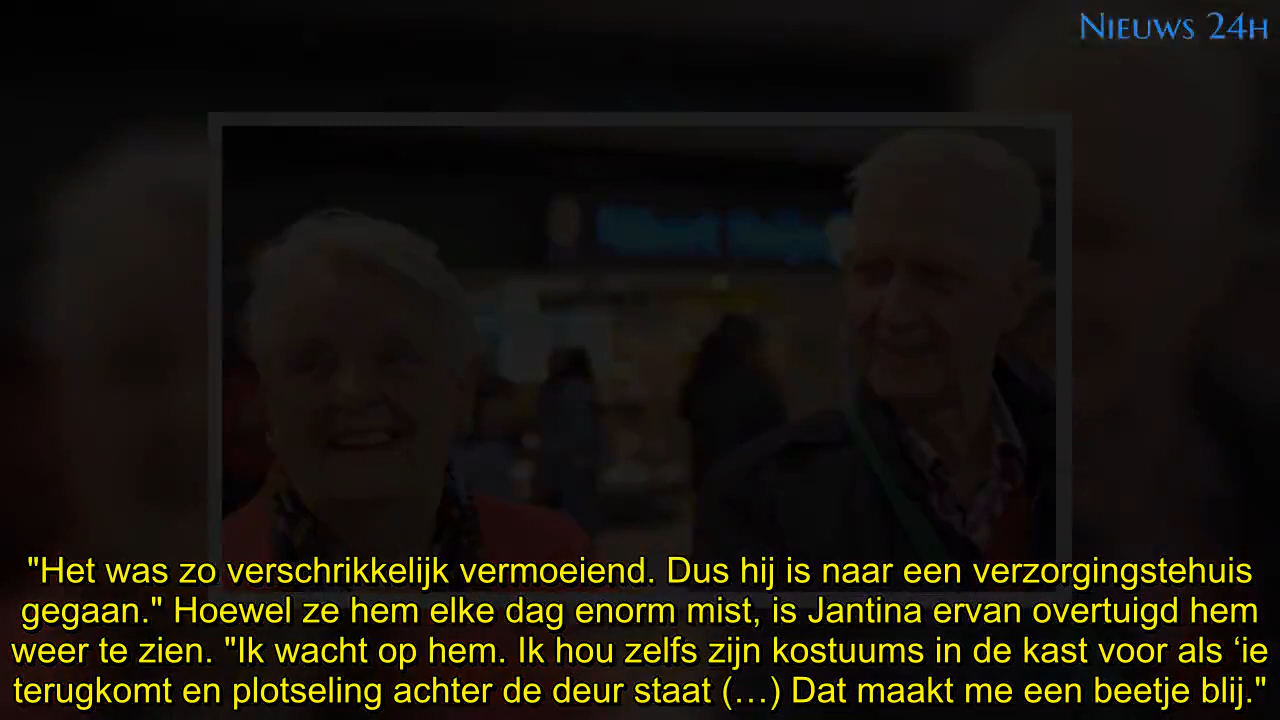 Nieuws 24h
"Het was zo verschrikkelijk vermoeiend. Dus hij is naar een verzorgingstehuis
gegaan." Hoewel ze hem elke dag enorm mist, is Jantina ervan overtuigd hem
weer te zien. "Ik wacht op hem. Ik hou zelfs zijn kostuums in de kast voor als ‘ie
terugkomt en plotseling achter de deur staat (…) Dat maakt me een beetje blij."